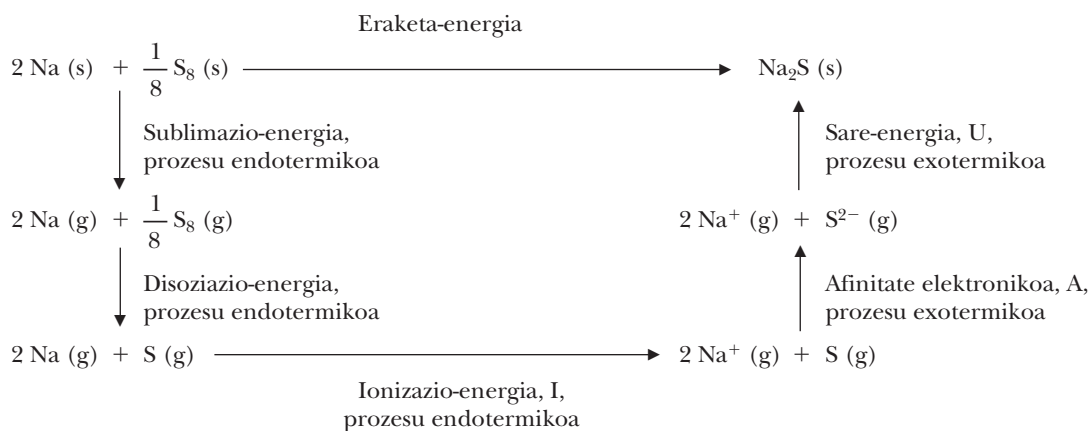 Eraketa-energia
2 Na (s) + 1/8 S₈ (s) → Na₂S (s)
Sublimazio-energia,
prozesu endotermikoa
Sare-energia, U,
prozesu exotermikoa
2 Na (g) + 1/8 S₈ (g)
2 Na⁺ (g) + S²⁻ (g)
Disoziazio-energia,
prozesu endotermikoa
Afinitate elektronikoa, A,
prozesu exotermikoa
2 Na (g) + S (g) → 2 Na⁺ (g) + S (g)
Ionizazio-energia, I,
prozesu endotermikoa